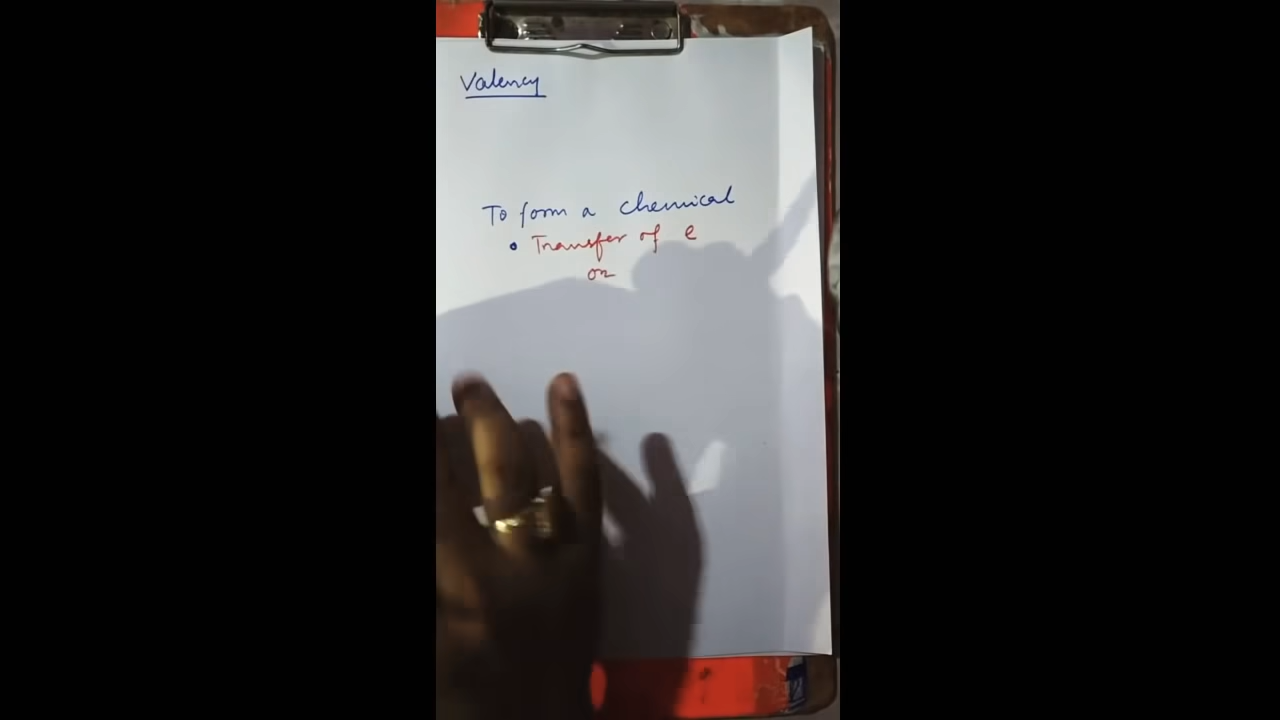 Valency
To form a chemical
• Transfer of e
or